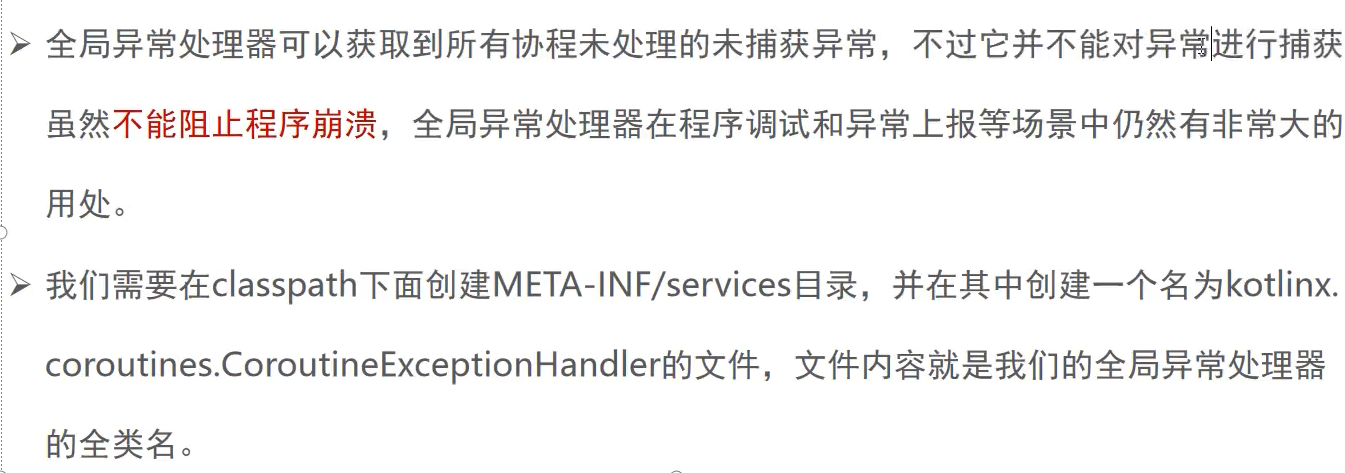 ➢ 全局异常处理器可以获取到所有协程未处理的未捕获异常，不过它并不能对异常进行捕获
虽然不能阻止程序崩溃，全局异常处理器在程序调试和异常上报等场景中仍然有非常大的
用处。
➢ 我们需要在classpath下面创建META-INF/services目录，并在其中创建一个名为kotlinx.
coroutines.CoroutineExceptionHandler的文件，文件内容就是我们的全局异常处理器
的全类名。